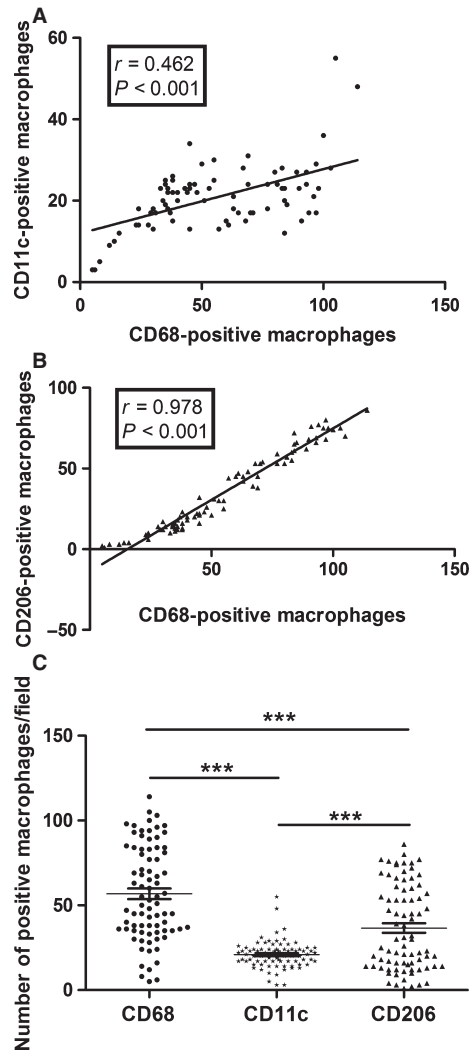 A
CD11c-positive macrophages
60
40
20
0
r = 0.462
P < 0.001
0 50 100 150
CD68-positive macrophages
B
CD206-positive macrophages
100
50
0
–50
r = 0.978
P < 0.001
50 100 150
CD68-positive macrophages
C
Number of positive macrophages/field
150
100
50
0
***
***
***
CD68 CD11c CD206